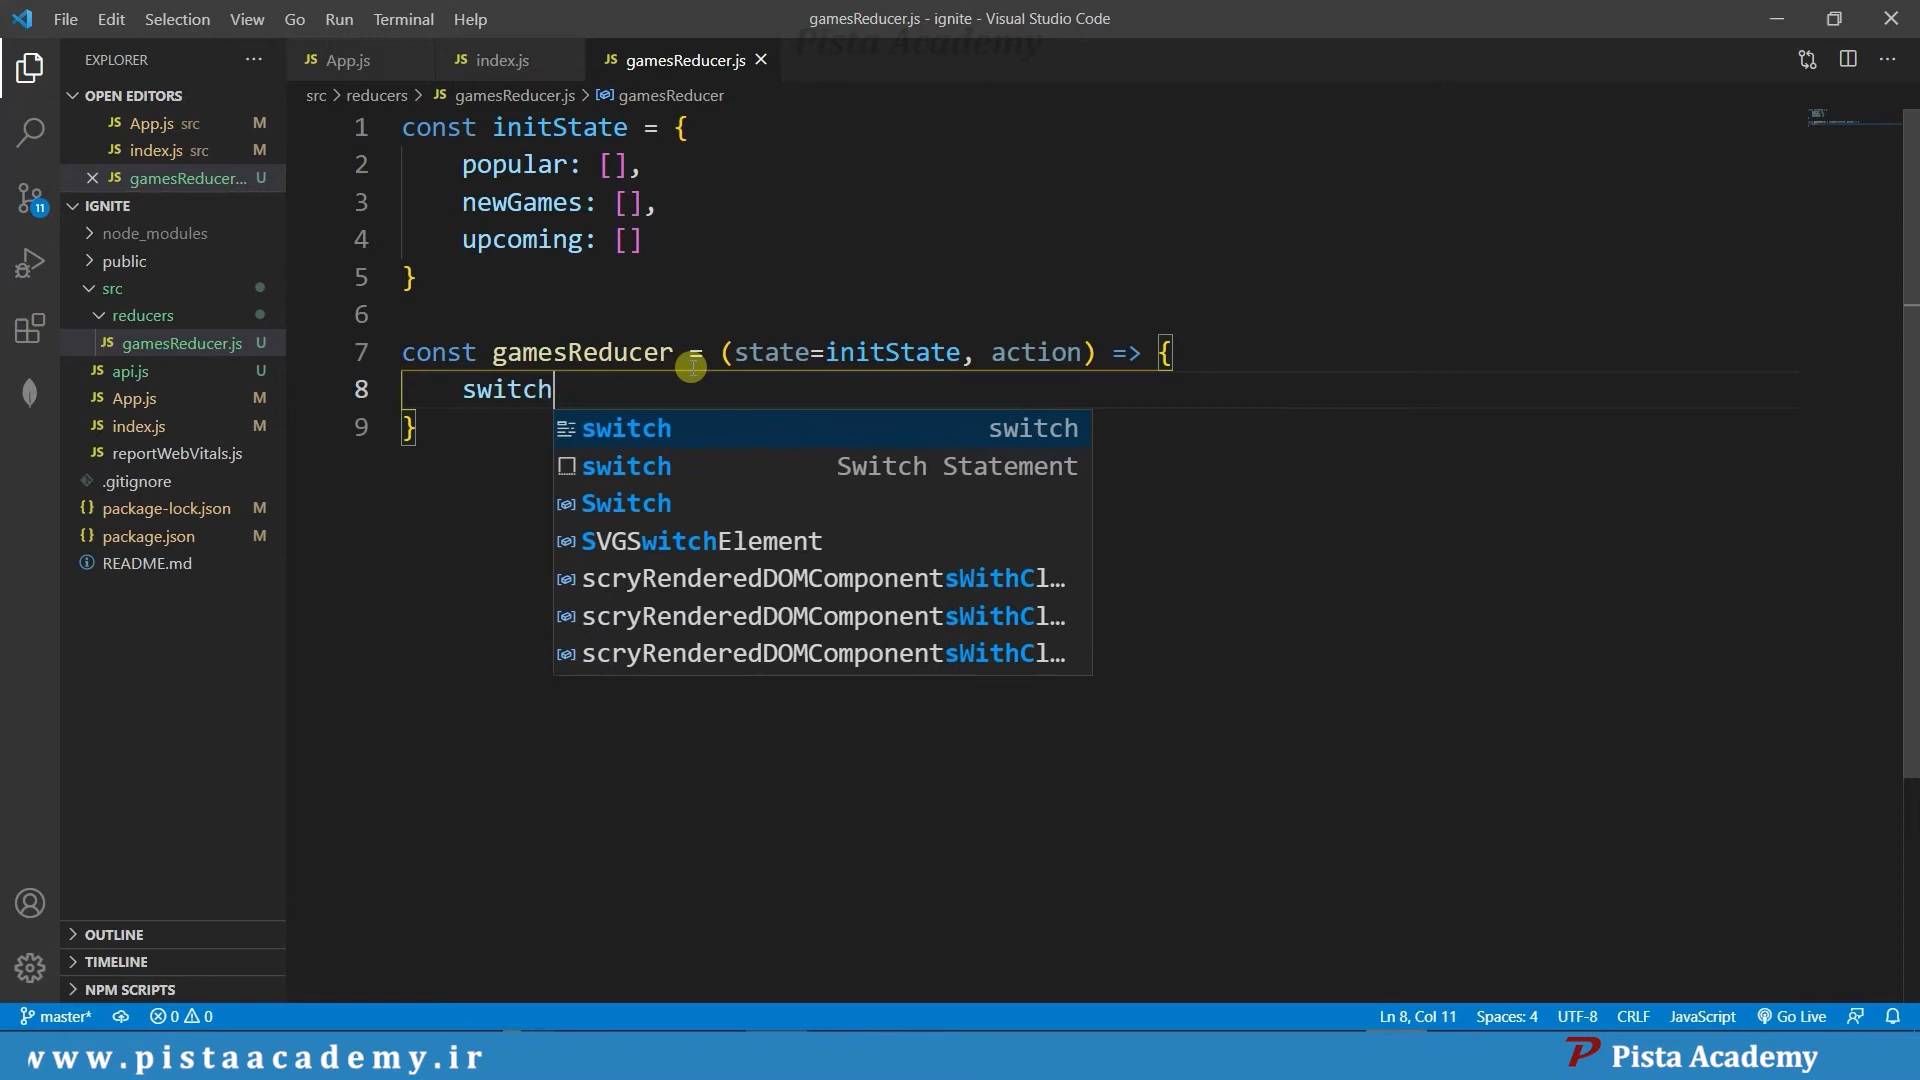 File Edit Selection View Go Run Terminal Help
gamesReducer.js - ignite - Visual Studio Code
Pista Academy
EXPLORER
OPEN EDITORS
JS App.js src M
JS index.js src M
JS gamesReducer... U
IGNITE
node_modules
public
src
reducers
JS gamesReducer.js U
JS api.js U
JS App.js M
JS index.js M
JS reportWebVitals.js
.gitignore
{} package-lock.json M
{} package.json M
README.md
OUTLINE
TIMELINE
NPM SCRIPTS
11
JS App.js JS index.js JS gamesReducer.js
src > reducers > JS gamesReducer.js > gamesReducer
1 const initState = {
2 popular: [],
3 newGames: [],
4 upcoming: []
5 }
6
7 const gamesReducer = (state=initState, action) => {
8 switch
9 }
switch switch
switch Switch Statement
Switch
SVGSwitchElement
scryRenderedDOMComponentsWithCl…
scryRenderedDOMComponentsWithCl…
scryRenderedDOMComponentsWithCl…
master* 0 0 Ln 8, Col 11 Spaces: 4 UTF-8 CRLF JavaScript Go Live
www.pistaacademy.ir
P Pista Academy